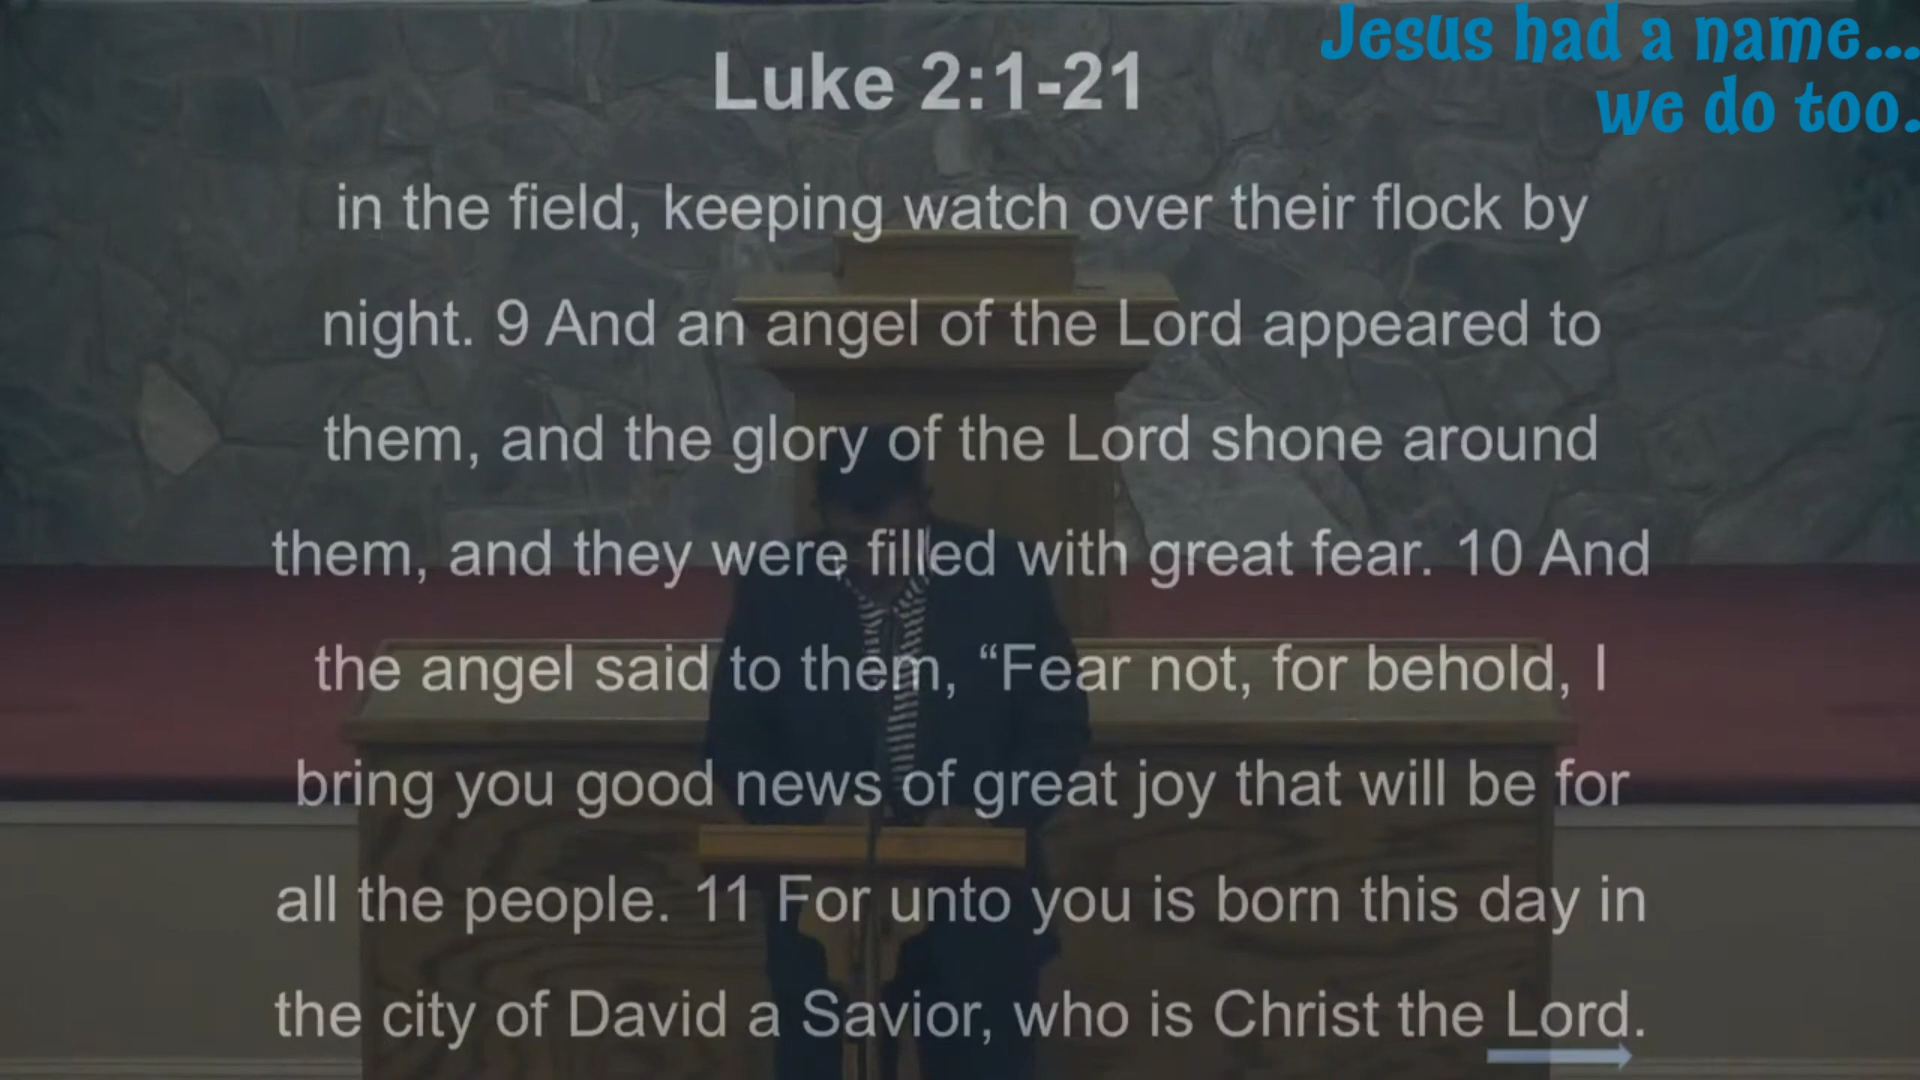 Jesus had a name...
we do too.
Luke 2:1-21
in the field, keeping watch over their flock by
night. 9 And an angel of the Lord appeared to
them, and the glory of the Lord shone around
them, and they were filled with great fear. 10 And
the angel said to them, “Fear not, for behold, I
bring you good news of great joy that will be for
all the people. 11 For unto you is born this day in
the city of David a Savior, who is Christ the Lord.